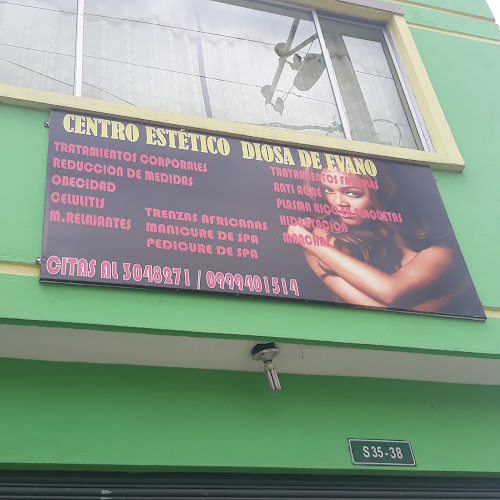 CENTRO ESTÉTICO DIOSA DE EVANO
TRATAMIENTOS CORPORALES
REDUCCION DE MEDIDAS
OBECIDAD
CELULITIS
M.RELAJANTES
TRENZAS AFRICANAS
MANICURE DE SPA
PEDICURE DE SPA
TRATAMIENTOS FACIALES
ANTI ACNE
PLASMA RICO EN PLAQUETAS
HIDRATACION
MANCHAS
CITAS AL 3048271 / 0999401514
S35-38